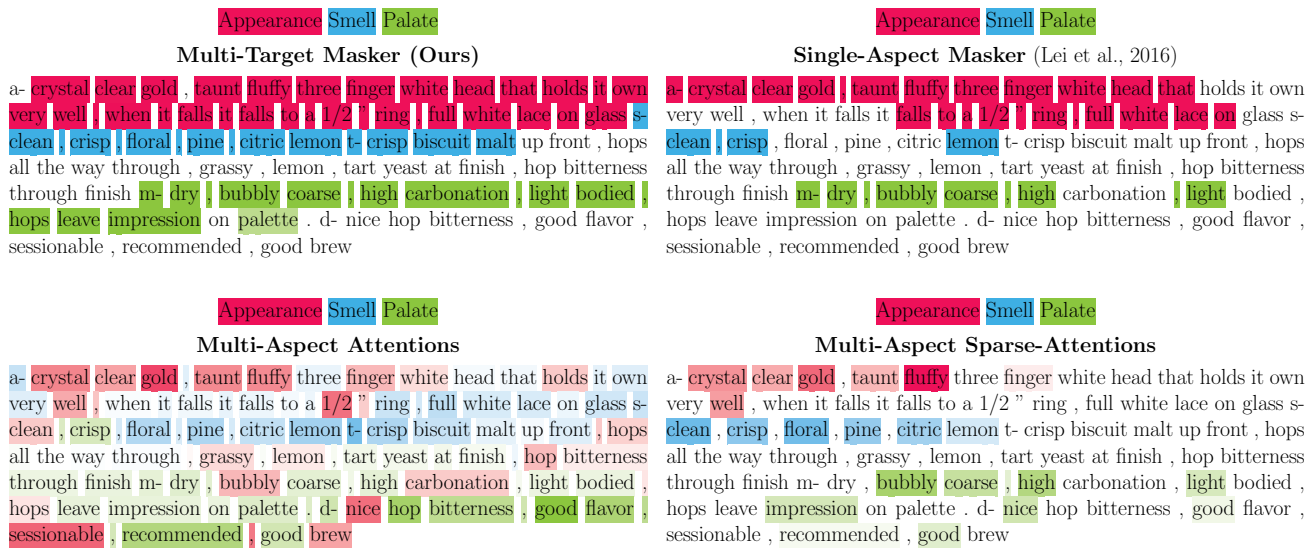 Appearance Smell Palate
Multi-Target Masker (Ours)
a- crystal clear gold , taunt fluffy three finger white head that holds it own
very well , when it falls it falls to a 1/2 ” ring , full white lace on glass s-
clean , crisp , floral , pine , citric lemon t- crisp biscuit malt up front , hops
all the way through , grassy , lemon , tart yeast at finish , hop bitterness
through finish m- dry , bubbly coarse , high carbonation , light bodied ,
hops leave impression on palette . d- nice hop bitterness , good flavor ,
sessionable , recommended , good brew
Appearance Smell Palate
Single-Aspect Masker (Lei et al., 2016)
a- crystal clear gold , taunt fluffy three finger white head that holds it own
very well , when it falls it falls to a 1/2 ” ring , full white lace on glass s-
clean , crisp , floral , pine , citric lemon t- crisp biscuit malt up front , hops
all the way through , grassy , lemon , tart yeast at finish , hop bitterness
through finish m- dry , bubbly coarse , high carbonation , light bodied ,
hops leave impression on palette . d- nice hop bitterness , good flavor ,
sessionable , recommended , good brew
Appearance Smell Palate
Multi-Aspect Attentions
a- crystal clear gold , taunt fluffy three finger white head that holds it own
very well , when it falls it falls to a 1/2 ” ring , full white lace on glass s-
clean , crisp , floral , pine , citric lemon t- crisp biscuit malt up front , hops
all the way through , grassy , lemon , tart yeast at finish , hop bitterness
through finish m- dry , bubbly coarse , high carbonation , light bodied ,
hops leave impression on palette . d- nice hop bitterness , good flavor ,
sessionable , recommended , good brew
Appearance Smell Palate
Multi-Aspect Sparse-Attentions
a- crystal clear gold , taunt fluffy three finger white head that holds it own
very well , when it falls it falls to a 1/2 ” ring , full white lace on glass s-
clean , crisp , floral , pine , citric lemon t- crisp biscuit malt up front , hops
all the way through , grassy , lemon , tart yeast at finish , hop bitterness
through finish m- dry , bubbly coarse , high carbonation , light bodied ,
hops leave impression on palette . d- nice hop bitterness , good flavor ,
sessionable , recommended , good brew